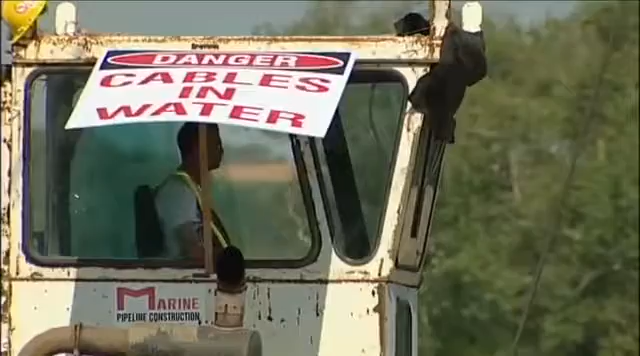 DANGER
CABLES
IN
WATER
MARINE
PIPELINE CONSTRUCTION